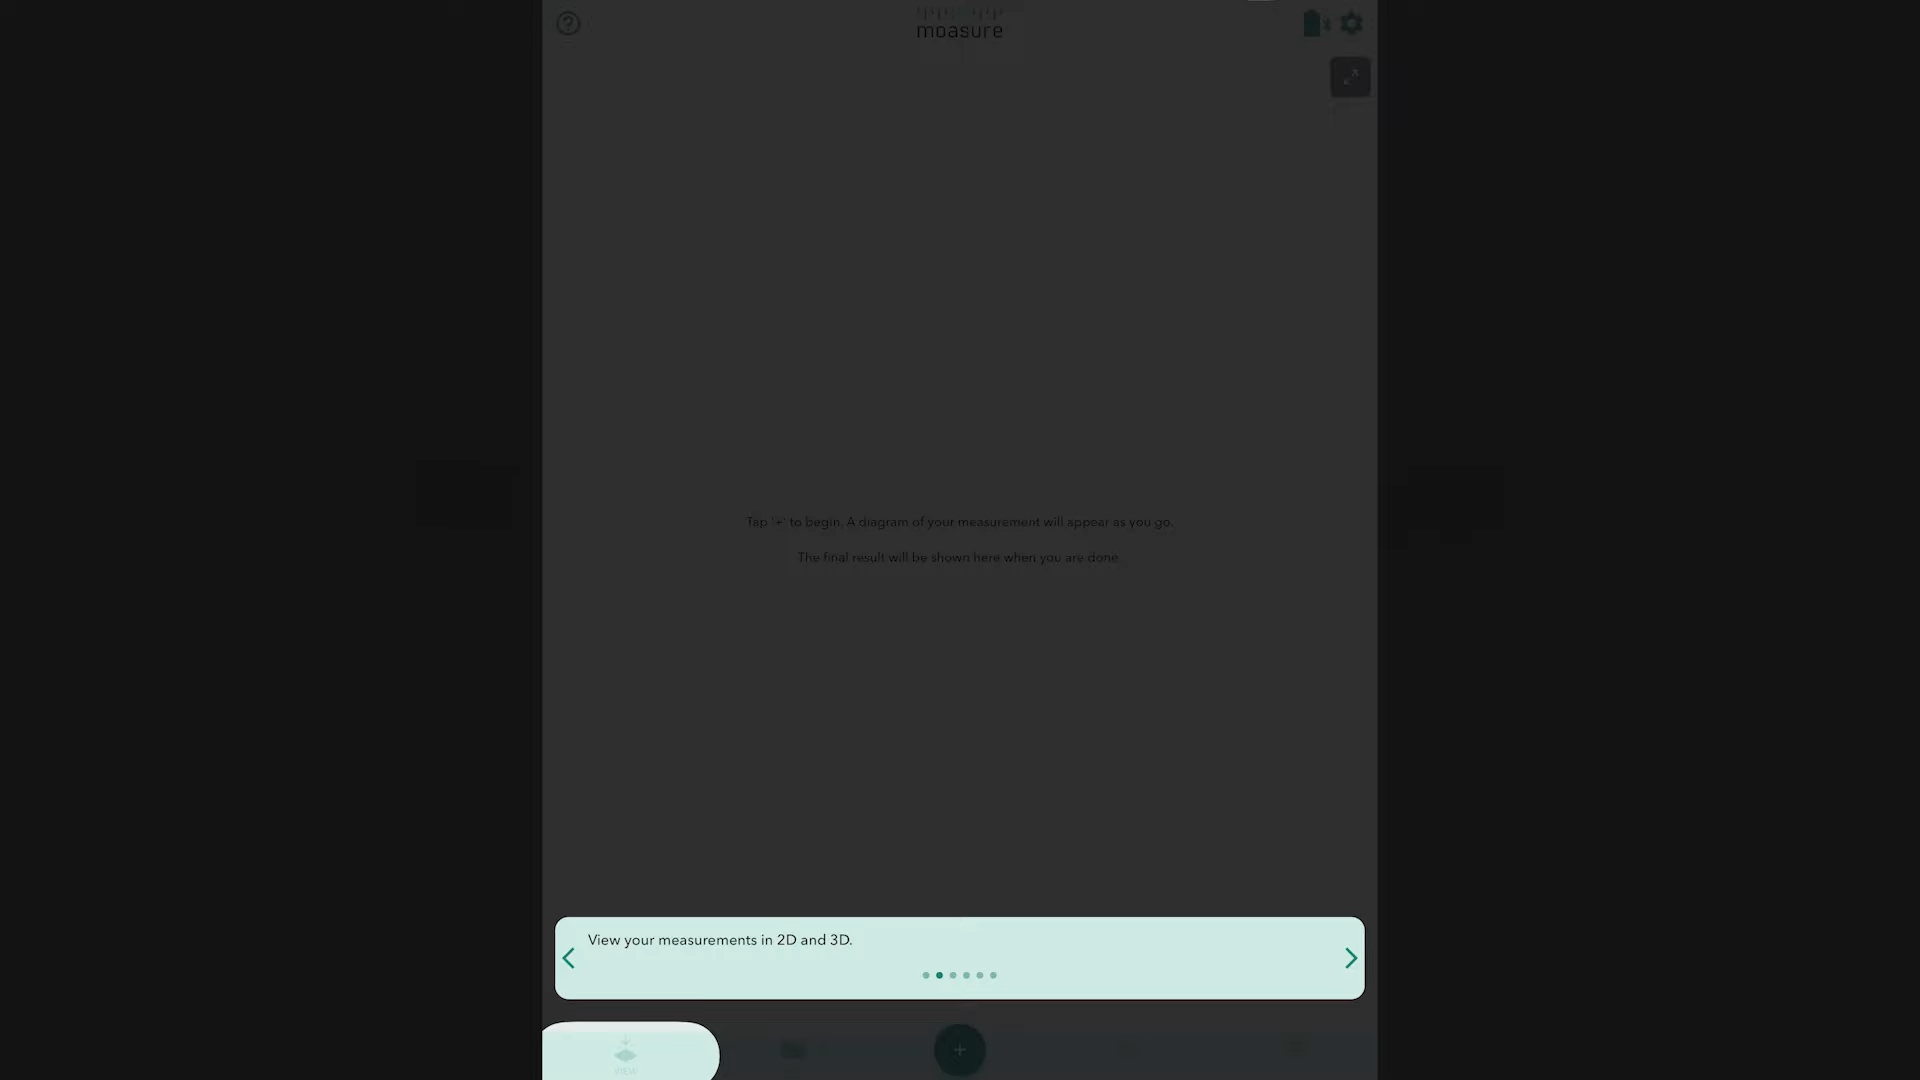 moasure
Tap '+' to begin. A diagram of your measurement will appear as you go.
The final result will be shown here when you are done.
View your measurements in 2D and 3D.
+
VIEW